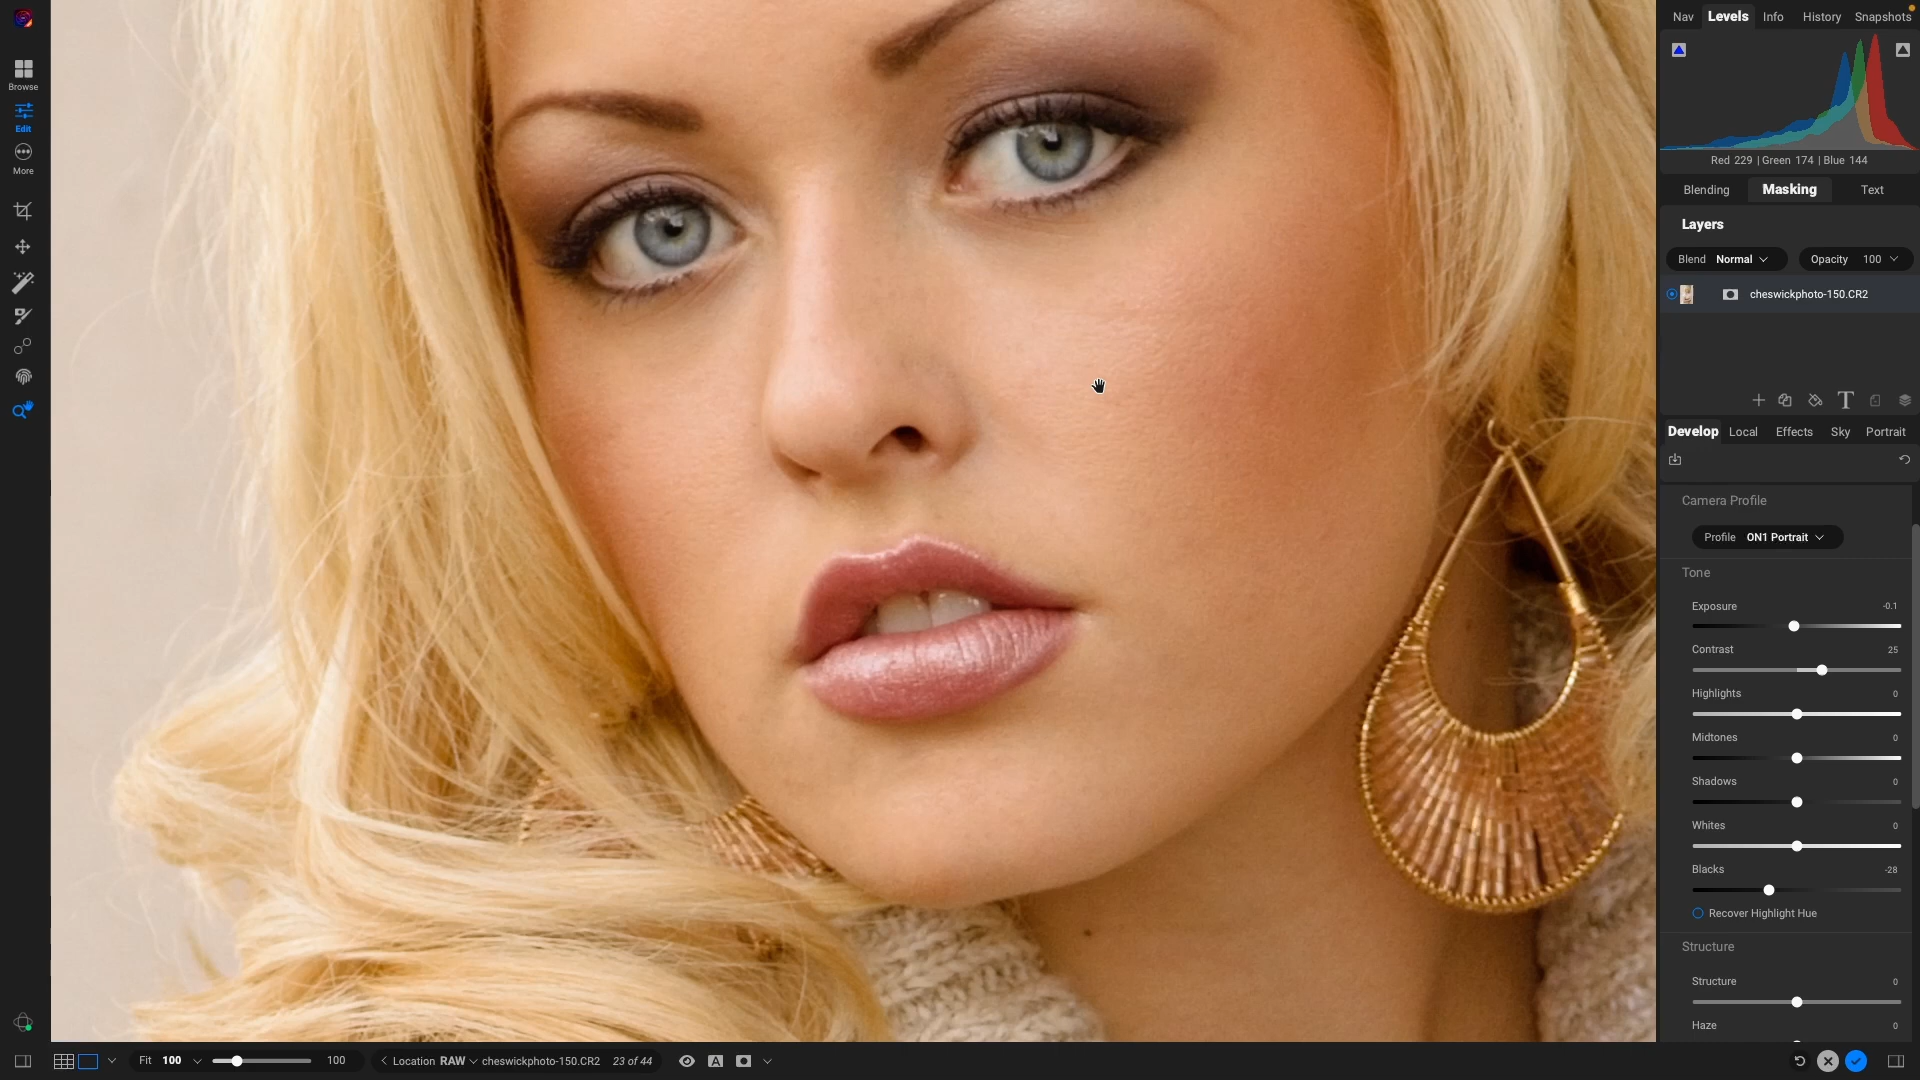 Nav Levels Info History Snapshots
Browse
Edit
More
Red 229 | Green 174 | Blue 144
Blending Masking Text
Layers
Blend Normal Opacity 100
cheswickphoto-150.CR2
T
Develop Local Effects Sky Portrait
Camera Profile
Profile ON1 Portrait
Tone
Exposure -0.1
Contrast 25
Highlights 0
Midtones 0
Shadows 0
Whites 0
Blacks -28
Recover Highlight Hue
Structure
Structure 0
Haze 0
Fit 100 100 Location RAW cheswickphoto-150.CR2 23 of 44 A